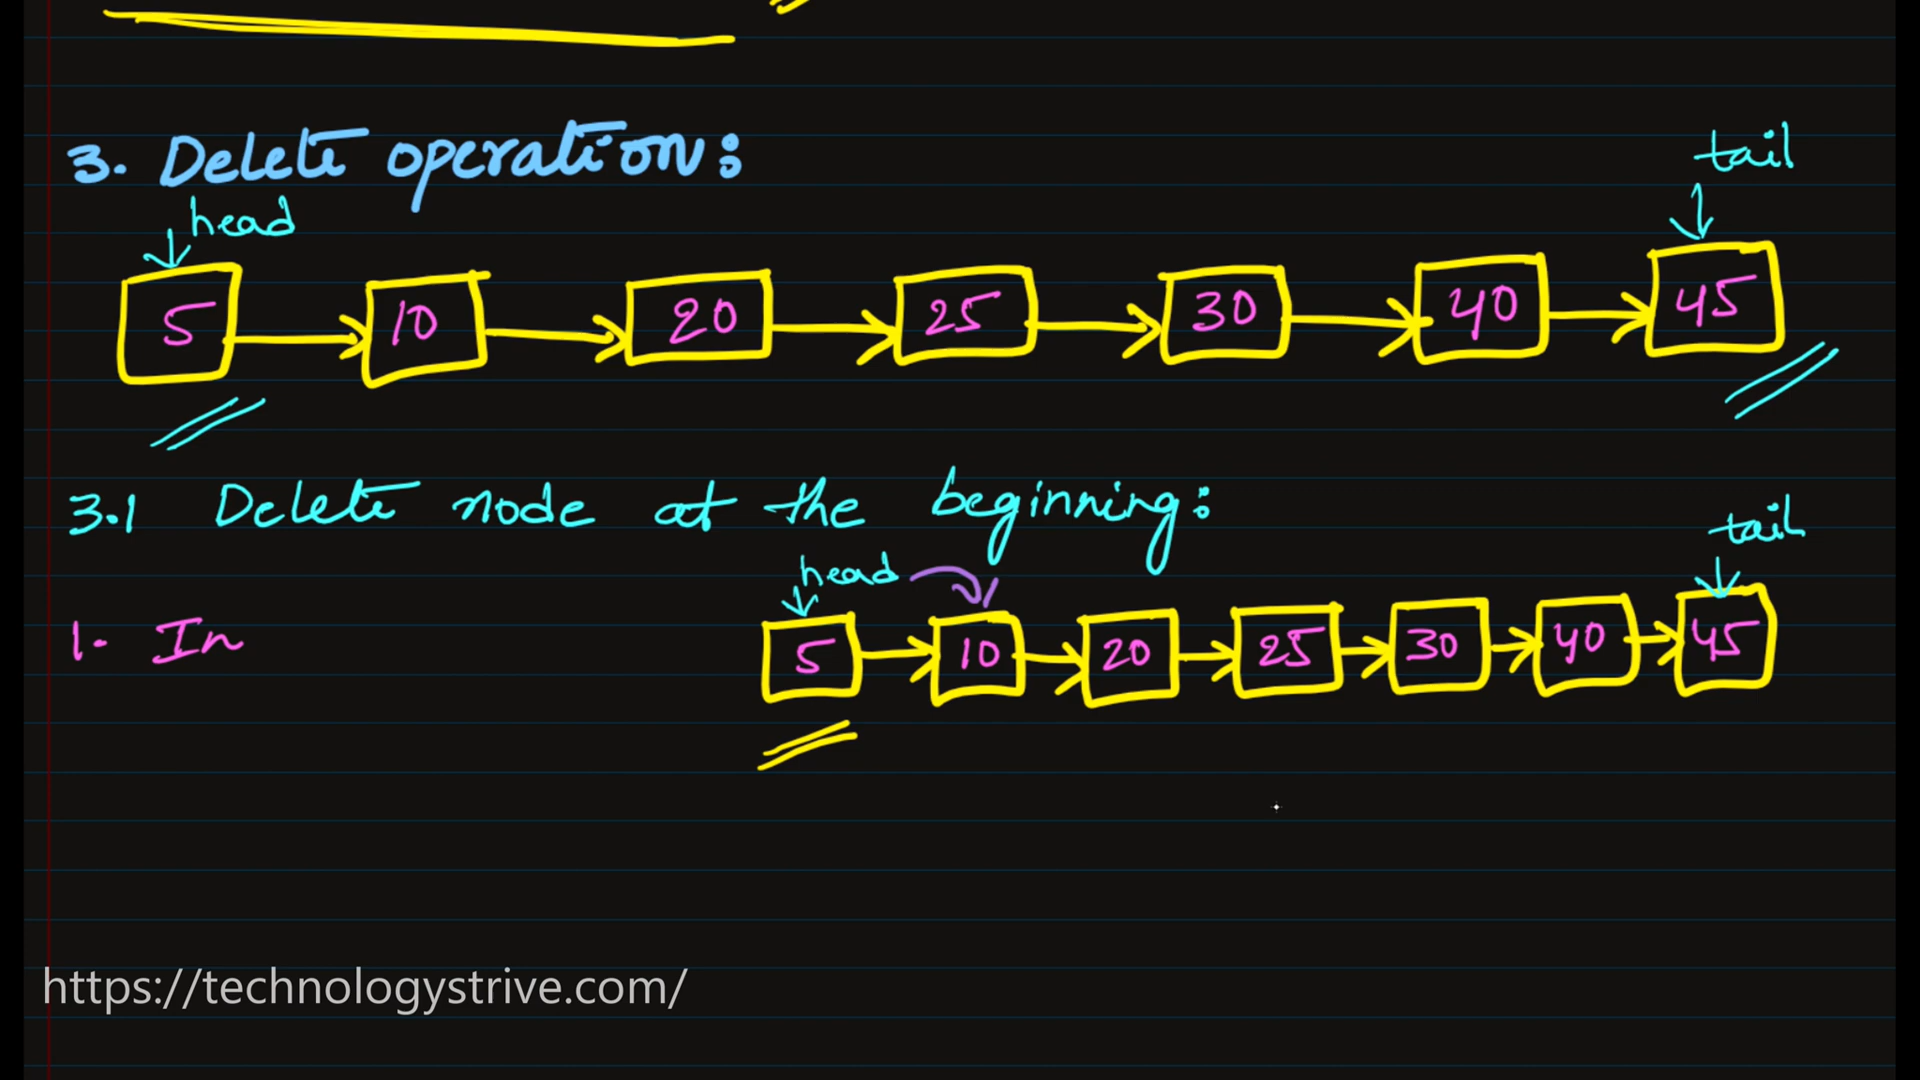 3. Delete operation:
head
tail
5 10 20 25 30 40 45
3.1 Delete node at the beginning:
head
tail
1. In
5 10 20 25 30 40 45
https://technologystrive.com/